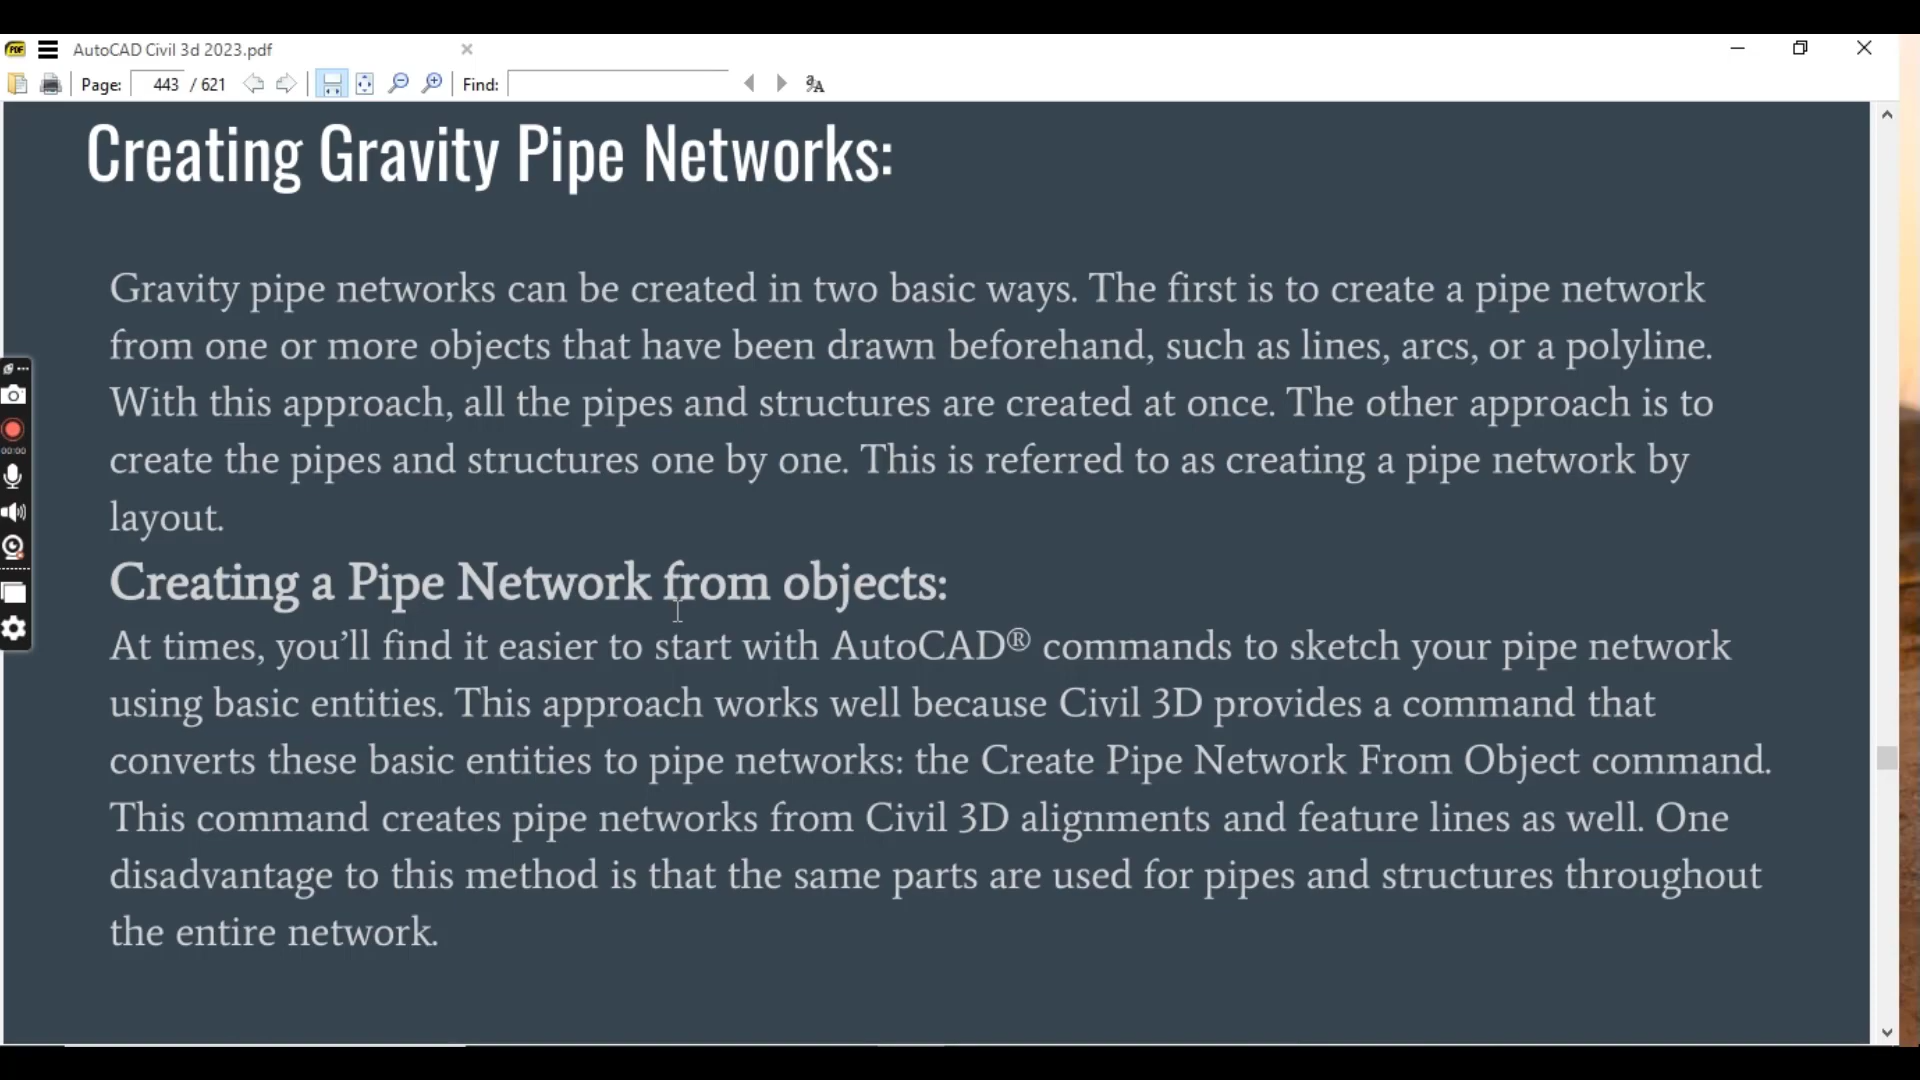 PDF
AutoCAD Civil 3d 2023.pdf
Page: 443 / 621
Find:
Creating Gravity Pipe Networks:
Gravity pipe networks can be created in two basic ways. The first is to create a pipe network
from one or more objects that have been drawn beforehand, such as lines, arcs, or a polyline.
With this approach, all the pipes and structures are created at once. The other approach is to
create the pipes and structures one by one. This is referred to as creating a pipe network by
layout.
Creating a Pipe Network from objects:
At times, you’ll find it easier to start with AutoCAD® commands to sketch your pipe network
using basic entities. This approach works well because Civil 3D provides a command that
converts these basic entities to pipe networks: the Create Pipe Network From Object command.
This command creates pipe networks from Civil 3D alignments and feature lines as well. One
disadvantage to this method is that the same parts are used for pipes and structures throughout
the entire network.
00:00